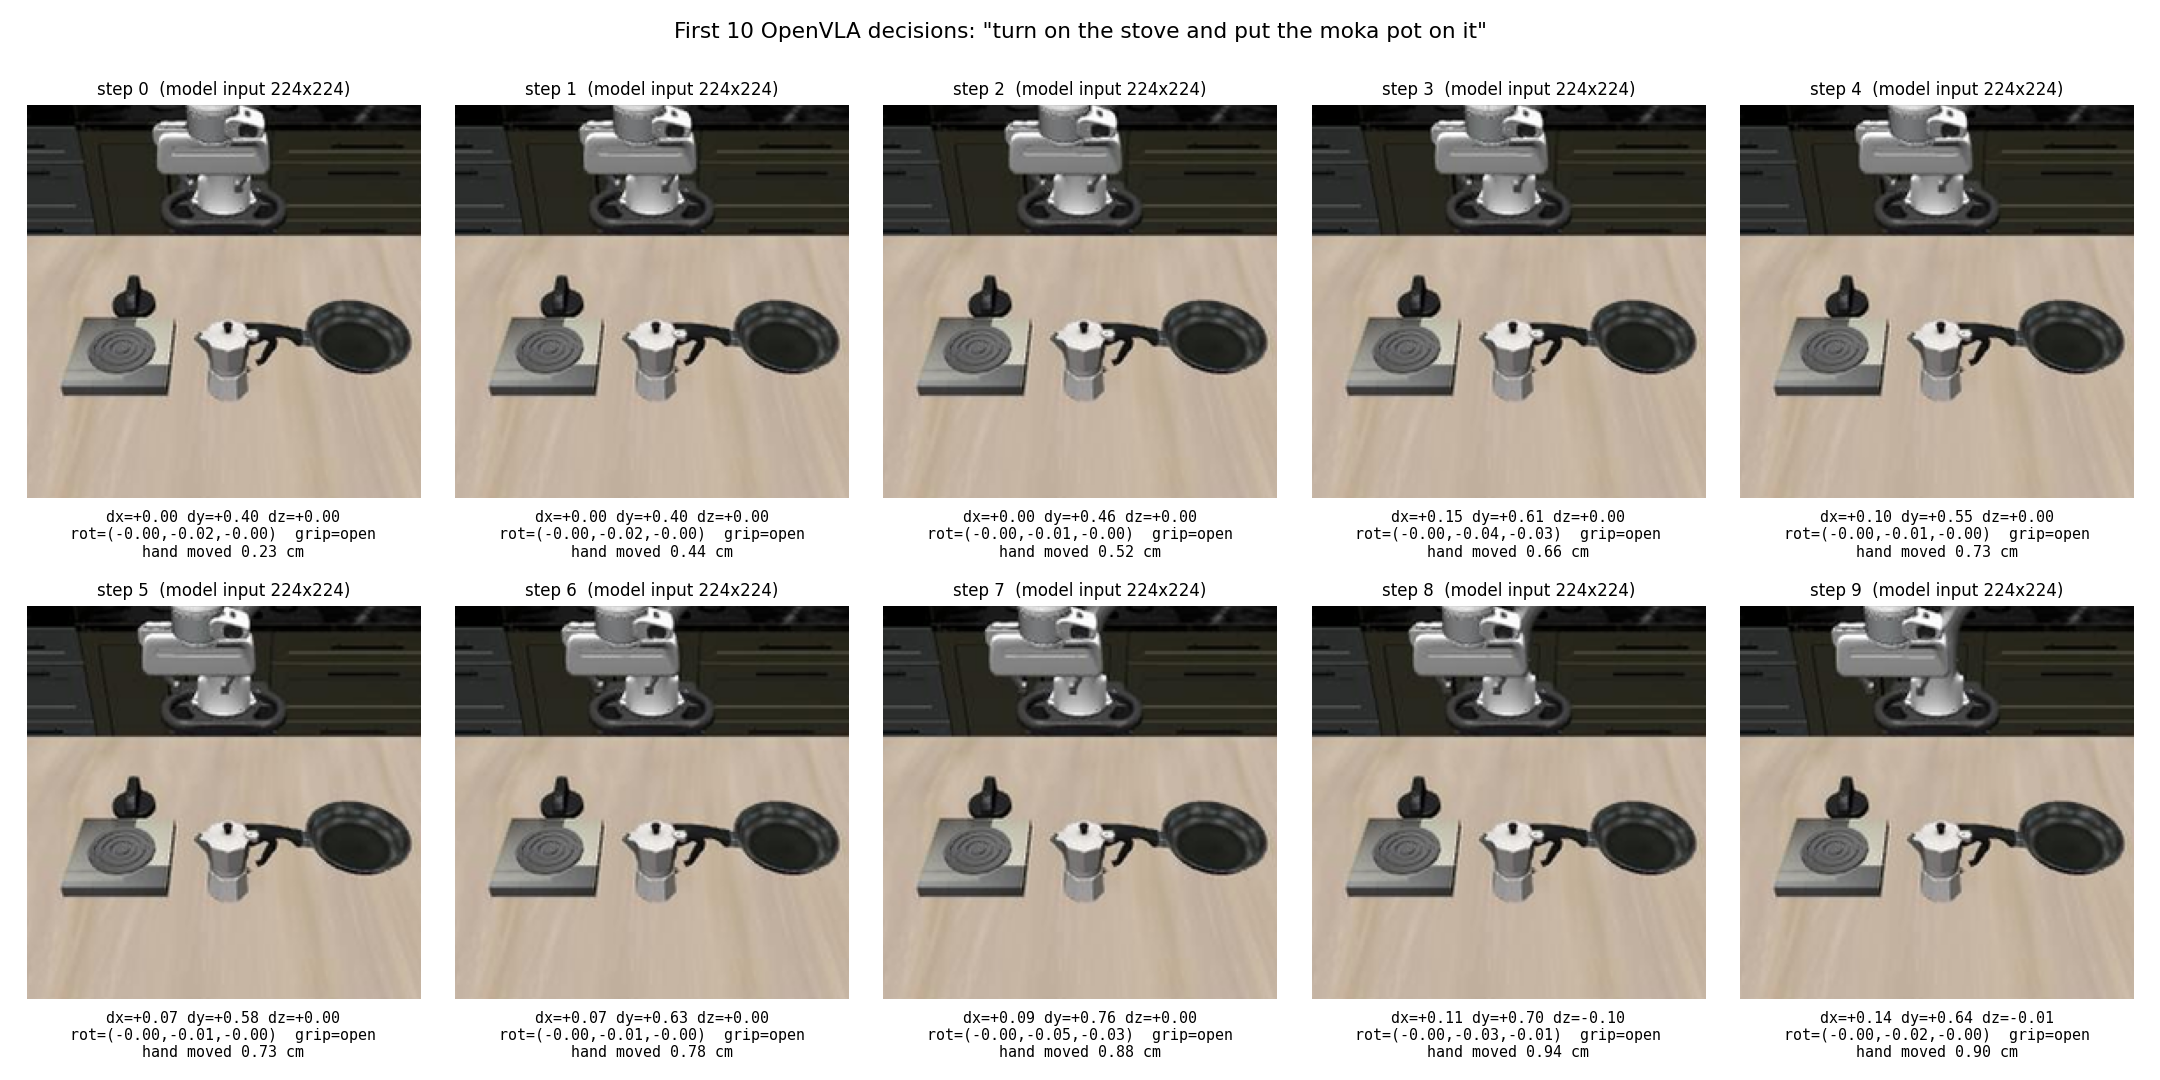 First 10 OpenVLA decisions: "turn on the stove and put the moka pot on it"
step 0  (model input 224x224)
step 1  (model input 224x224)
step 2  (model input 224x224)
step 3  (model input 224x224)
step 4  (model input 224x224)
dx=+0.00 dy=+0.40 dz=+0.00
rot=(-0.00,-0.02,-0.00)  grip=open
hand moved 0.23 cm
dx=+0.00 dy=+0.40 dz=+0.00
rot=(-0.00,-0.02,-0.00)  grip=open
hand moved 0.44 cm
dx=+0.00 dy=+0.46 dz=+0.00
rot=(-0.00,-0.01,-0.00)  grip=open
hand moved 0.52 cm
dx=+0.15 dy=+0.61 dz=+0.00
rot=(-0.00,-0.04,-0.03)  grip=open
hand moved 0.66 cm
dx=+0.10 dy=+0.55 dz=+0.00
rot=(-0.00,-0.01,-0.00)  grip=open
hand moved 0.73 cm
step 5  (model input 224x224)
step 6  (model input 224x224)
step 7  (model input 224x224)
step 8  (model input 224x224)
step 9  (model input 224x224)
dx=+0.07 dy=+0.58 dz=+0.00
rot=(-0.00,-0.01,-0.00)  grip=open
hand moved 0.73 cm
dx=+0.07 dy=+0.63 dz=+0.00
rot=(-0.00,-0.01,-0.00)  grip=open
hand moved 0.78 cm
dx=+0.09 dy=+0.76 dz=+0.00
rot=(-0.00,-0.05,-0.03)  grip=open
hand moved 0.88 cm
dx=+0.11 dy=+0.70 dz=-0.10
rot=(-0.00,-0.03,-0.01)  grip=open
hand moved 0.94 cm
dx=+0.14 dy=+0.64 dz=-0.01
rot=(-0.00,-0.02,-0.00)  grip=open
hand moved 0.90 cm